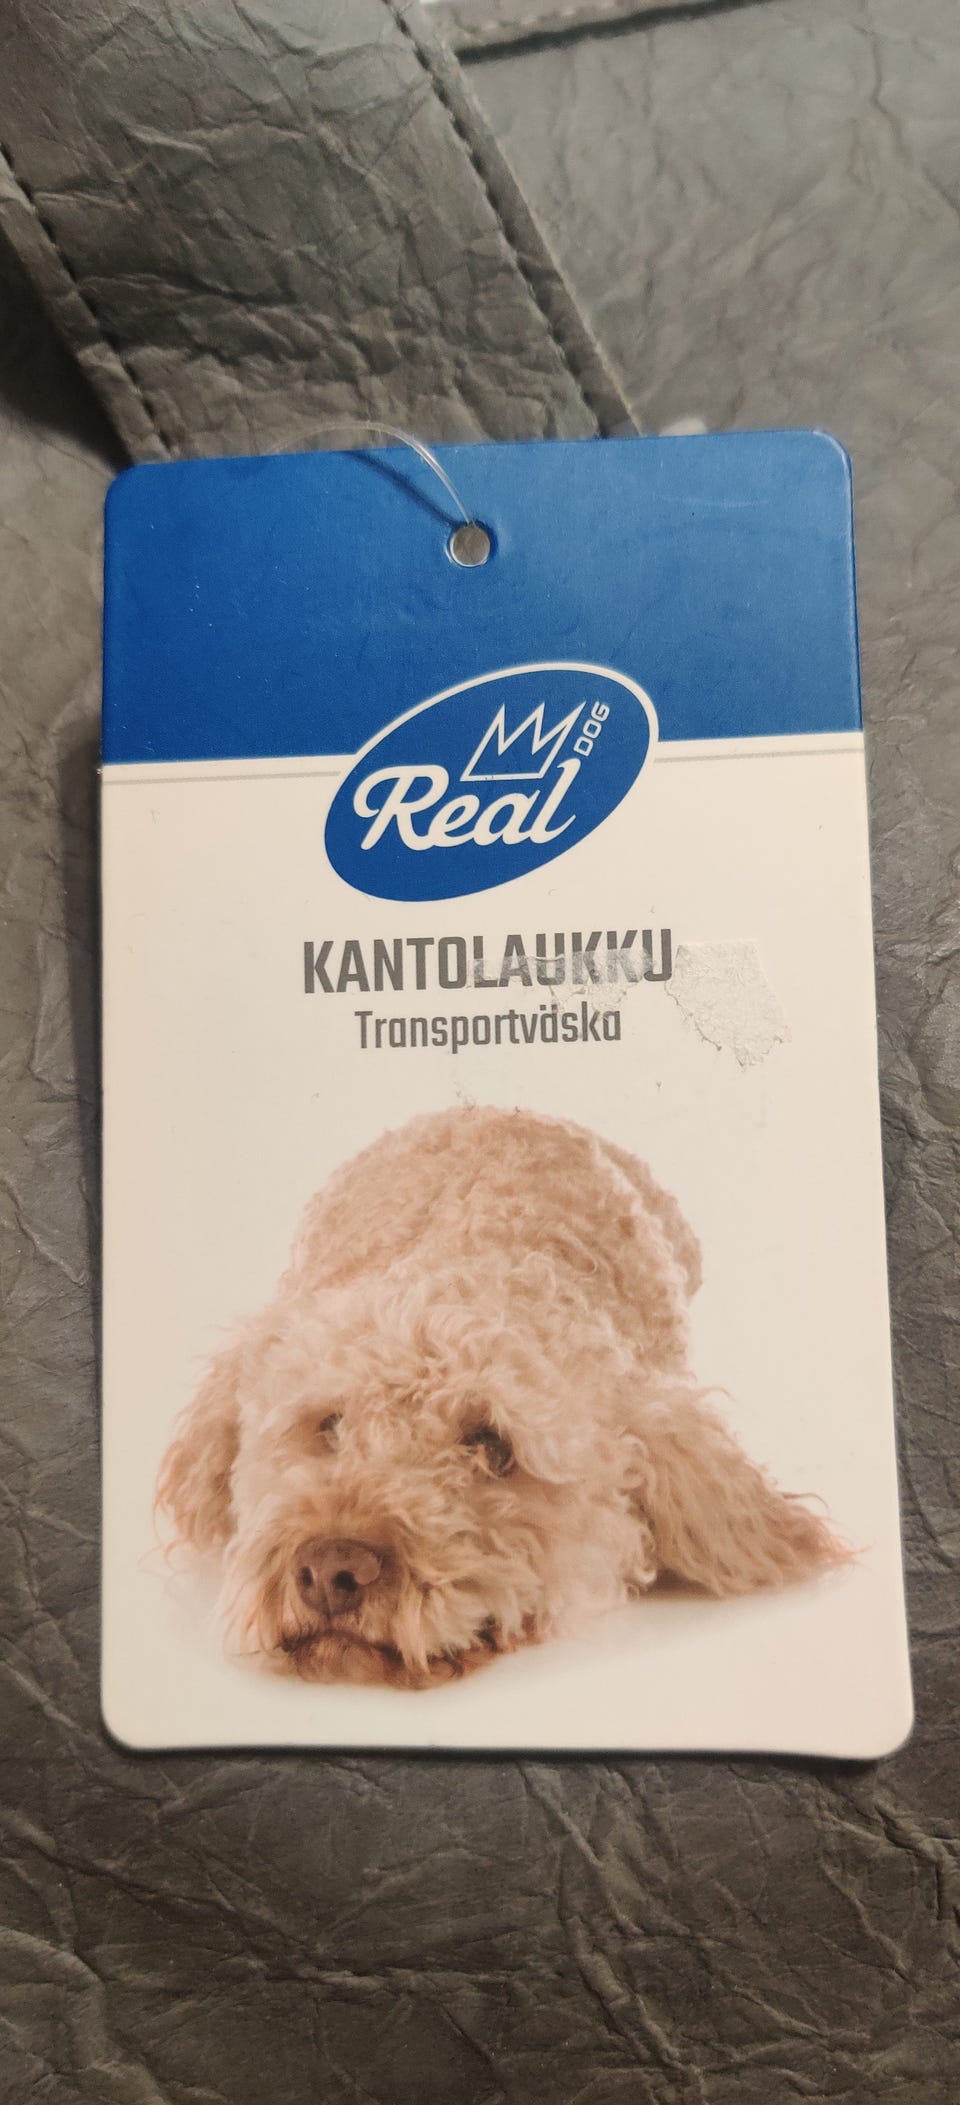 Real DOG
KANTOLAUKKU
Transportväska